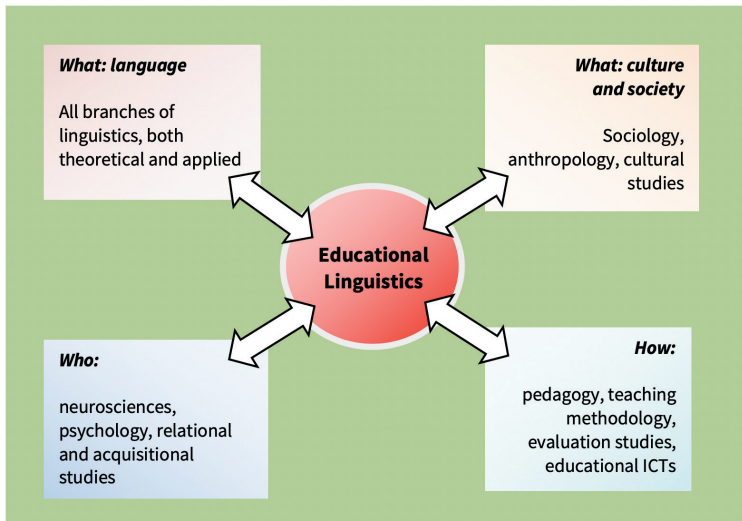 What: language
All branches of
linguistics, both
theoretical and applied
What: culture
and society
Sociology,
anthropology, cultural
studies
Educational
Linguistics
Who:
neurosciences,
psychology, relational
and acquisitional
studies
How:
pedagogy, teaching
methodology,
evaluation studies,
educational ICTs